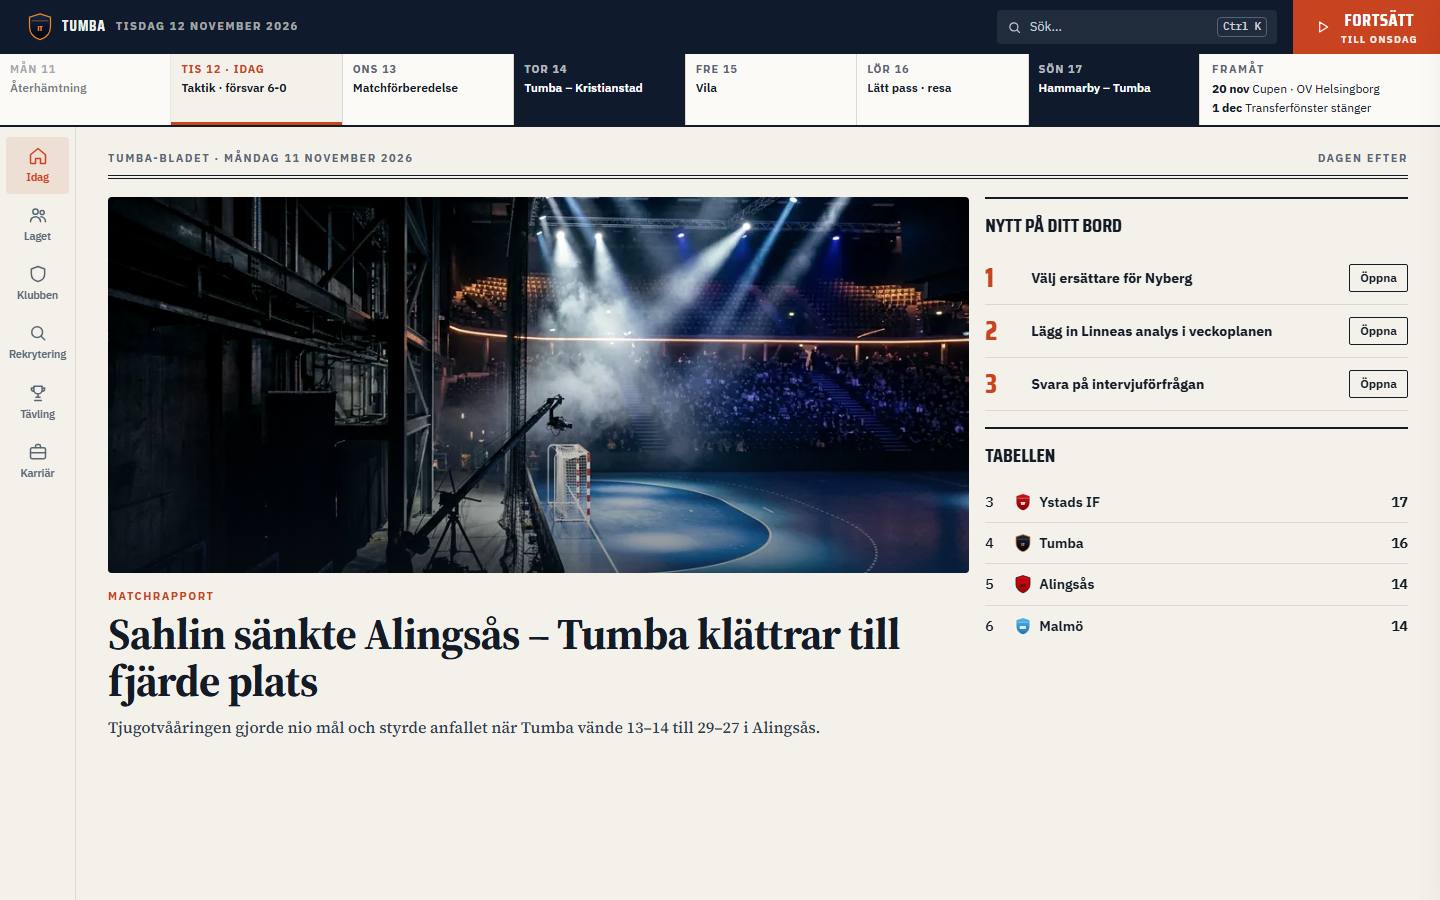 TUMBA TISDAG 12 NOVEMBER 2026
Sök...
Ctrl K
FORTSÄTT
TILL ONSDAG
MÅN 11
Återhämtning
TIS 12 · IDAG
Taktik · försvar 6-0
ONS 13
Matchförberedelse
TOR 14
Tumba – Kristianstad
FRE 15
Vila
LÖR 16
Lätt pass · resa
SÖN 17
Hammarby – Tumba
FRAMÅT
20 nov Cupen · OV Helsingborg
1 dec Transferfönster stänger
Idag
Laget
Klubben
Rekrytering
Tävling
Karriär
TUMBA-BLADET · MÅNDAG 11 NOVEMBER 2026
DAGEN EFTER
MATCHRAPPORT
Sahlin sänkte Alingsås – Tumba klättrar till
fjärde plats
Tjugotvååringen gjorde nio mål och styrde anfallet när Tumba vände 13–14 till 29–27 i Alingsås.
NYTT PÅ DITT BORD
1 Välj ersättare för Nyberg Öppna
2 Lägg in Linneas analys i veckoplanen Öppna
3 Svara på intervjuförfrågan Öppna
TABELLEN
3 Ystads IF 17
4 Tumba 16
5 Alingsås 14
6 Malmö 14